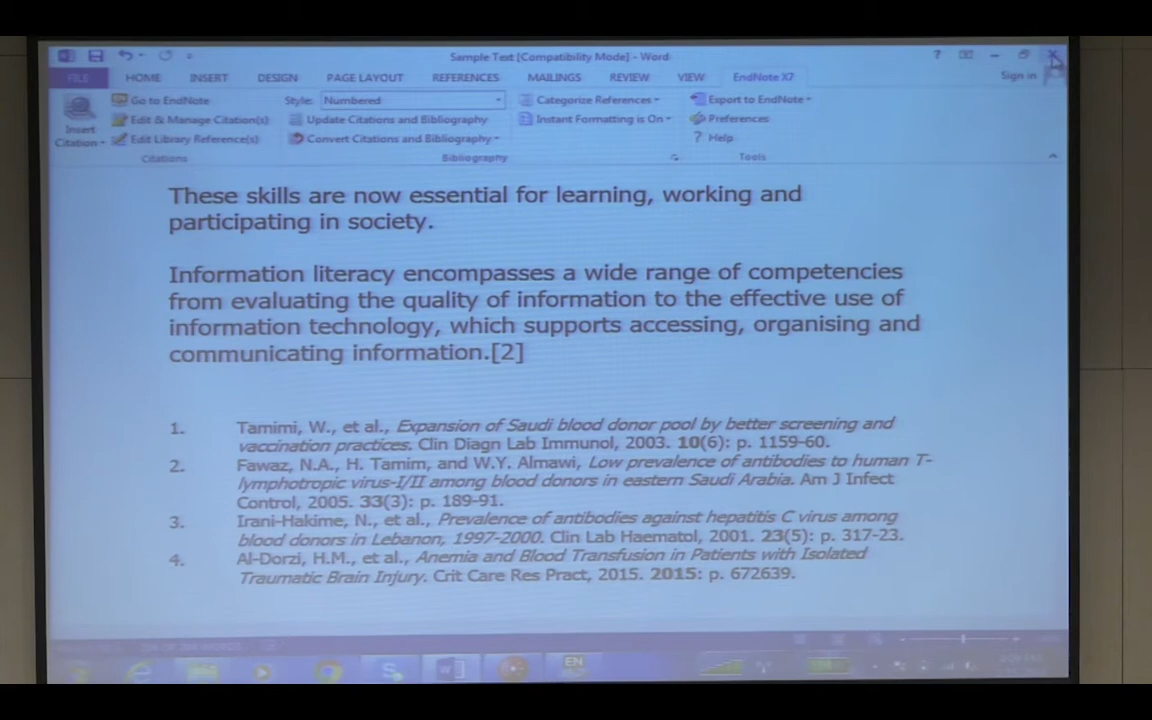 Sample Text [Compatibility Mode] - Word
?
FILE HOME INSERT DESIGN PAGE LAYOUT REFERENCES MAILINGS REVIEW VIEW EndNote X7 Sign in
Go to EndNote Style: Numbered Categorize References Export to EndNote
Insert Edit & Manage Citation(s) Update Citations and Bibliography Instant Formatting is On Preferences
Citation Edit Library Reference(s) Convert Citations and Bibliography ? Help
Citations Bibliography Tools
These skills are now essential for learning, working and
participating in society.
Information literacy encompasses a wide range of competencies
from evaluating the quality of information to the effective use of
information technology, which supports accessing, organising and
communicating information.[2]
1. Tamimi, W., et al., Expansion of Saudi blood donor pool by better screening and
vaccination practices. Clin Diagn Lab Immunol, 2003. 10(6): p. 1159-60.
2. Fawaz, N.A., H. Tamim, and W.Y. Almawi, Low prevalence of antibodies to human T-
lymphotropic virus-I/II among blood donors in eastern Saudi Arabia. Am J Infect
Control, 2005. 33(3): p. 189-91.
3. Irani-Hakime, N., et al., Prevalence of antibodies against hepatitis C virus among
blood donors in Lebanon, 1997-2000. Clin Lab Haematol, 2001. 23(5): p. 317-23.
4. Al-Dorzi, H.M., et al., Anemia and Blood Transfusion in Patients with Isolated
Traumatic Brain Injury. Crit Care Res Pract, 2015. 2015: p. 672639.
EN